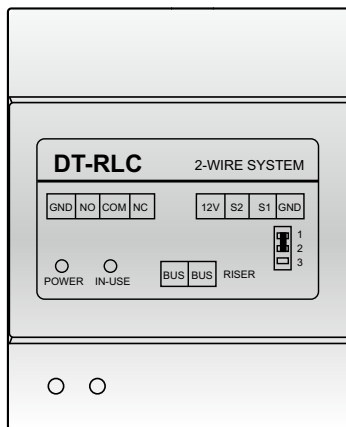 DT-RLC 2-WIRE SYSTEM
GND NO COM NC 12V S2 S1 GND
1
2
3
POWER IN-USE BUS BUS RISER